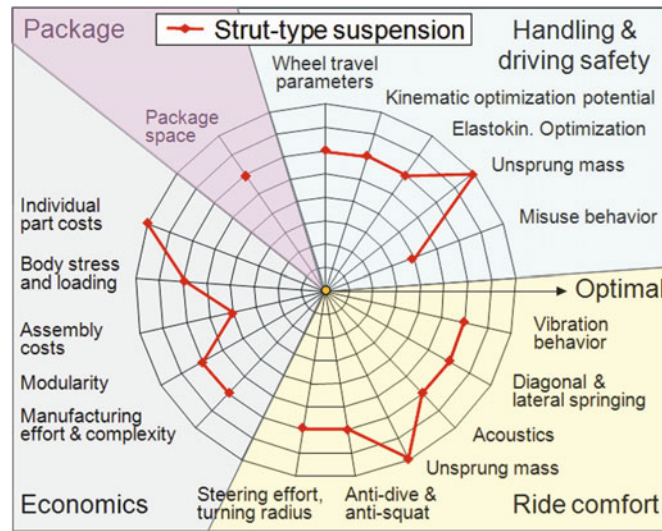 Package
Strut-type suspension
Handling &
driving safety
Wheel travel
parameters
Kinematic optimization potential
Elastokin. Optimization
Unsprung mass
Misuse behavior
Package
space
Individual
part costs
Body stress
and loading
Assembly
costs
Modularity
Manufacturing
effort & complexity
Economics
Optimal
Vibration
behavior
Diagonal &
lateral springing
Acoustics
Unsprung mass
Anti-dive &
anti-squat
Steering effort,
turning radius
Ride comfort